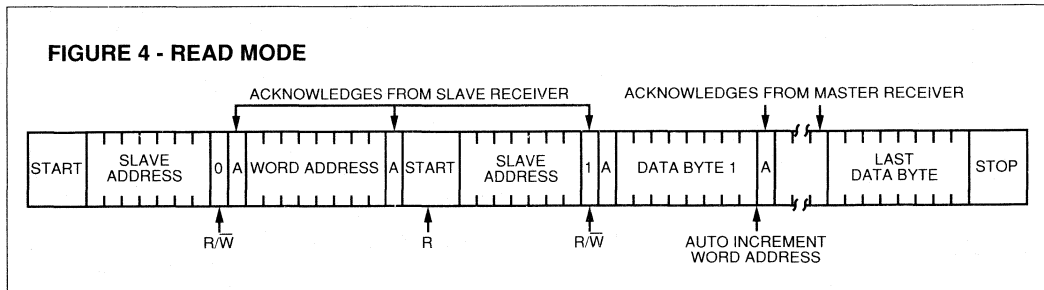 FIGURE 4 - READ MODE
ACKNOWLEDGES FROM SLAVE RECEIVER
ACKNOWLEDGES FROM MASTER RECEIVER
START
SLAVE
ADDRESS
0
A
WORD ADDRESS
A
START
SLAVE
ADDRESS
1
A
DATA BYTE 1
A
LAST
DATA BYTE
STOP
R/W̅
R
R/W̅
AUTO INCREMENT
WORD ADDRESS